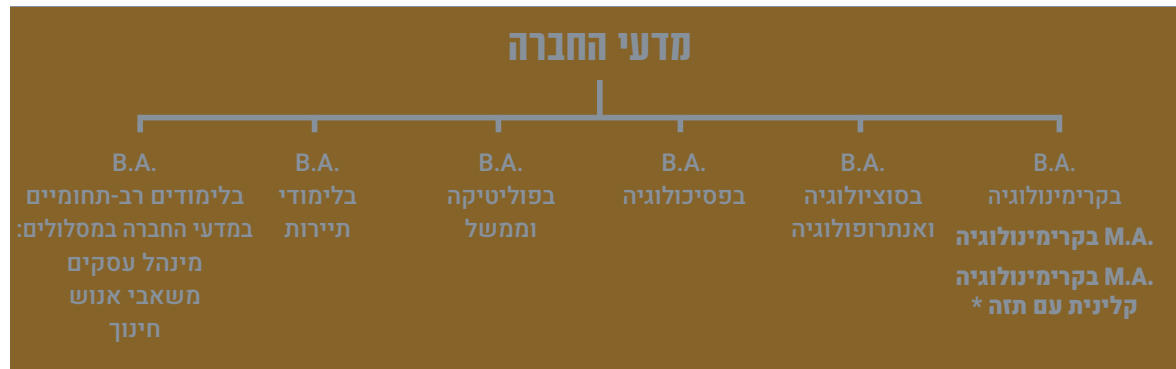 מדעי החברה
B.A.
בקרימינולוגיה
M.A. בקרימינולוגיה
M.A. בקרימינולוגיה
קלינית עם תזה *
B.A.
בסוציולוגיה
ואנתרופולוגיה
B.A.
בפסיכולוגיה
B.A.
בפוליטיקה
וממשל
B.A.
בלימודי
תיירות
B.A.
בלימודים רב-תחומיים
במדעי החברה במסלולים:
מינהל עסקים
משאבי אנוש
חינוך